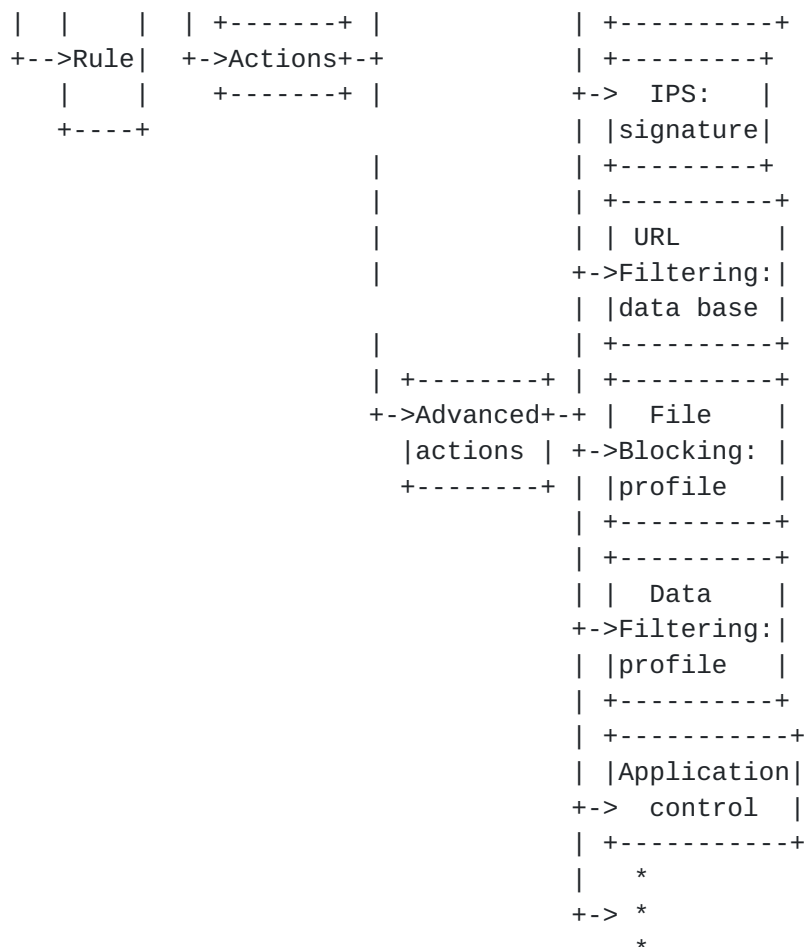 |  |    |  | +-------+ |            | +----------+
+-->Rule|  +->Actions+-+            | +---------+
   |    |    +-------+ |            +->  IPS:  |
   +----+                           | |signature|
                       |            | +---------+
                       |            | +----------+
                       |            | | URL      |
                       |            +->Filtering:|
                                    | |data base |
                       |            | +----------+
                       | +--------+ | +----------+
                       +->Advanced+-+ |  File    |
                         |actions | +->Blocking: |
                         +--------+ | |profile   |
                                    | +----------+
                                    | +----------+
                                    | |  Data    |
                                    +->Filtering:|
                                    | |profile   |
                                    | +----------+
                                    | +-----------+
                                    | |Application|
                                    +->  control  |
                                    | +-----------+
                                    |   *
                                    +-> *
                                        *